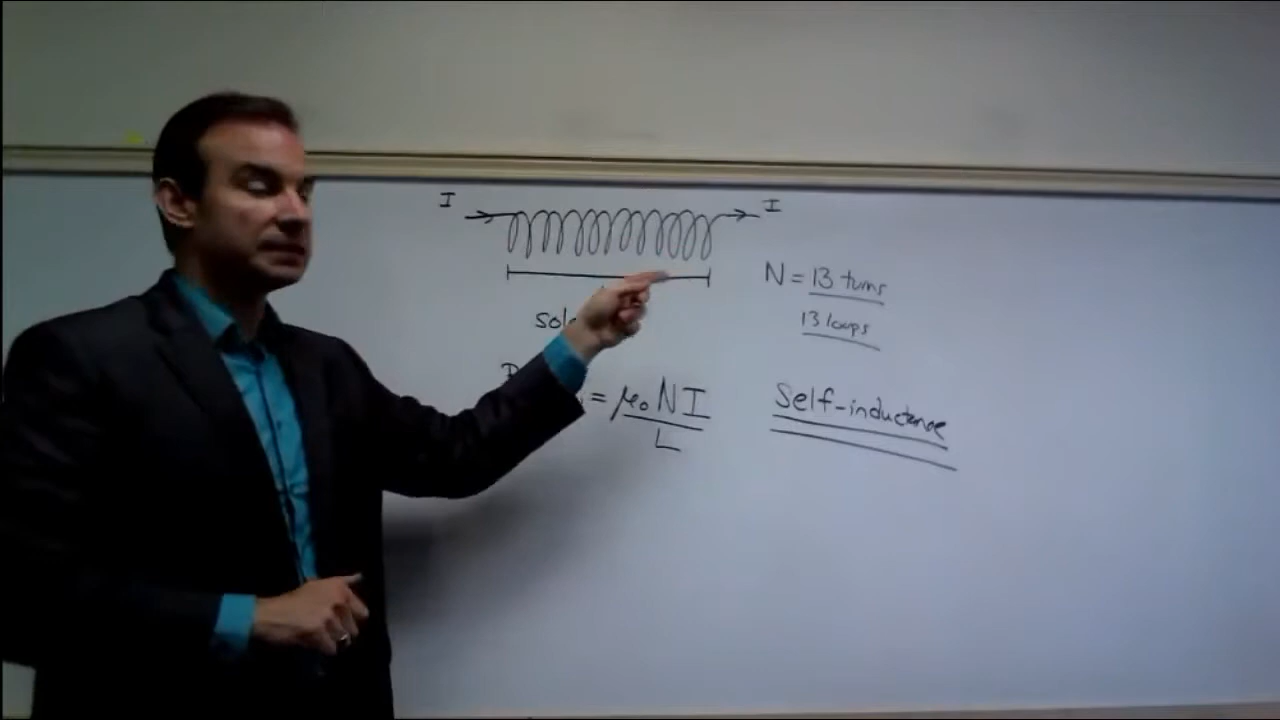 I
I
N = 13 turns
13 loops
= μ₀NI
L
Self-inductance